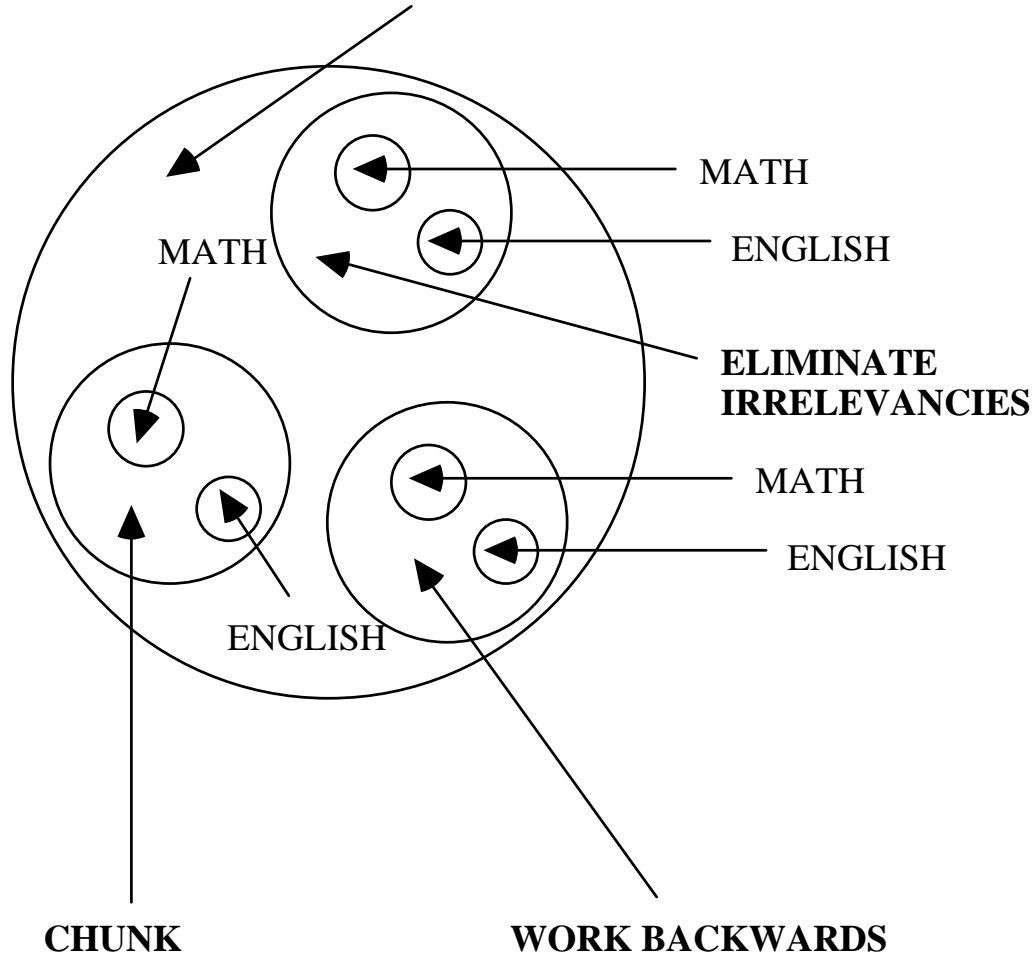 MATH
ENGLISH
MATH
ELIMINATE
IRRELEVANCIES
MATH
ENGLISH
ENGLISH
CHUNK
WORK BACKWARDS